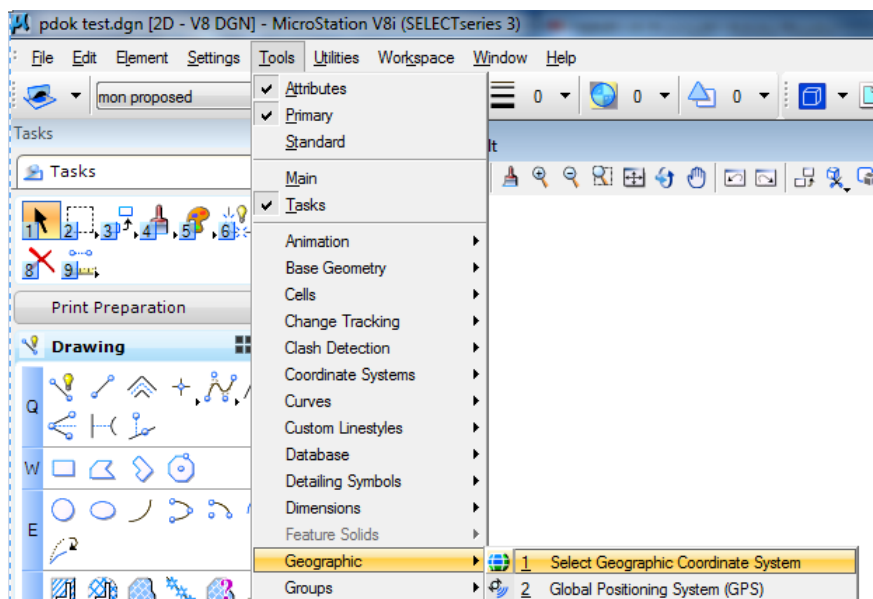 pdok test.dgn [2D - V8 DGN] - MicroStation V8i (SELECTseries 3)
File Edit Element Settings Tools Utilities Workspace Window Help
mon proposed
0 0 0
Tasks
lt
Tasks
1 2 3 4 5 6
8 9
Print Preparation
Drawing
Q
W
E
Attributes
Primary
Standard
Main
Tasks
Animation
Base Geometry
Cells
Change Tracking
Clash Detection
Coordinate Systems
Curves
Custom Linestyles
Database
Detailing Symbols
Dimensions
Feature Solids
Geographic
Groups
1 Select Geographic Coordinate System
2 Global Positioning System (GPS)